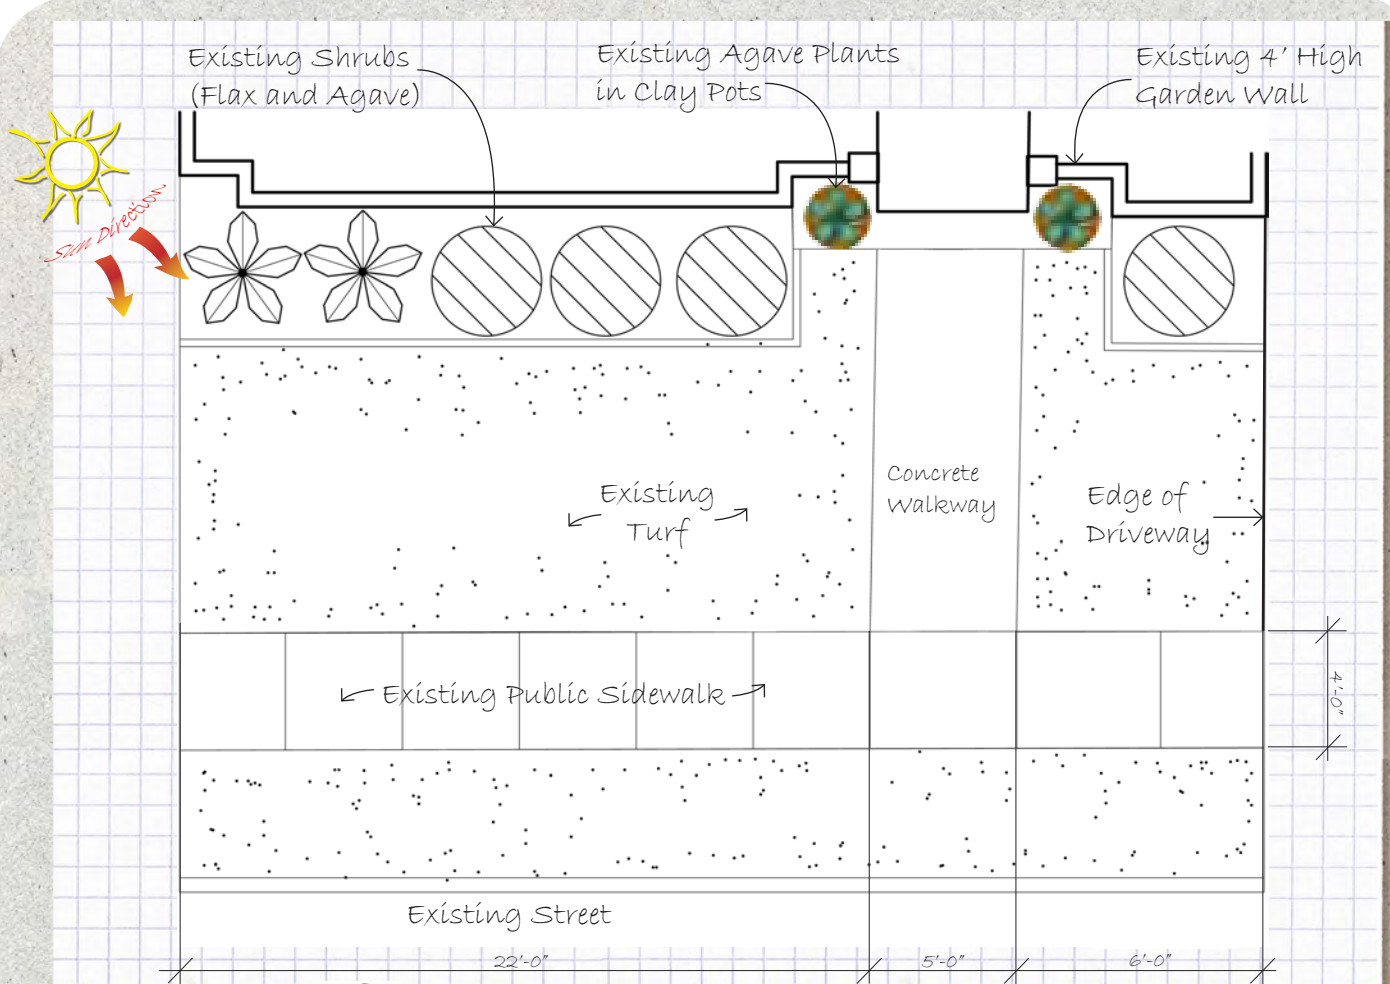 Existing Shrubs
(Flax and Agave)
Existing Agave Plants
in Clay Pots
Existing 4' High
Garden Wall
Sun Direction
Existing
Turf
Concrete
Walkway
Edge of
Driveway
Existing Public Sidewalk
4'-0"
Existing Street
22'-0"
5'-0"
6'-0"